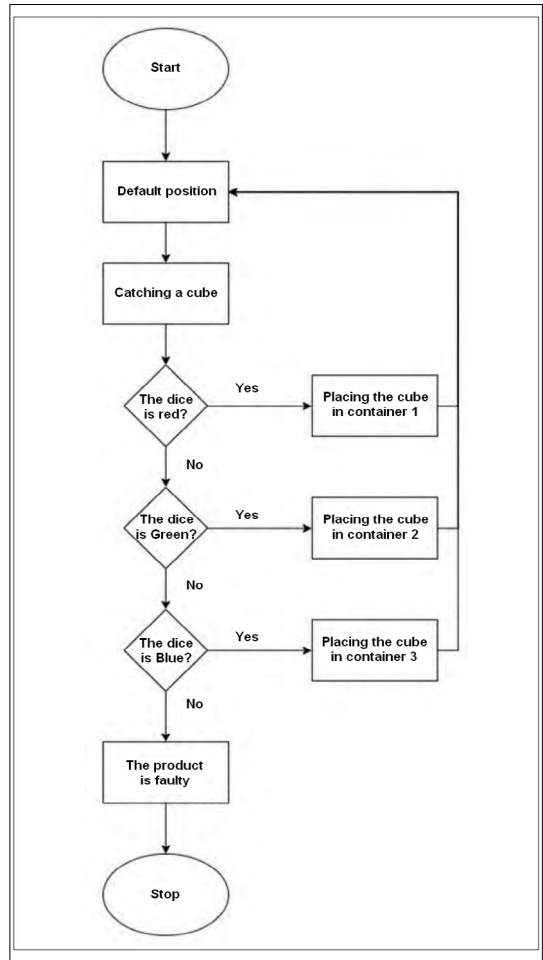 Start
Default position
Catching a cube
The dice
is red?
Yes
Placing the cube
in container 1
No
The dice
is Green?
Yes
Placing the cube
in container 2
No
The dice
is Blue?
Yes
Placing the cube
in container 3
No
The product
is faulty
Stop